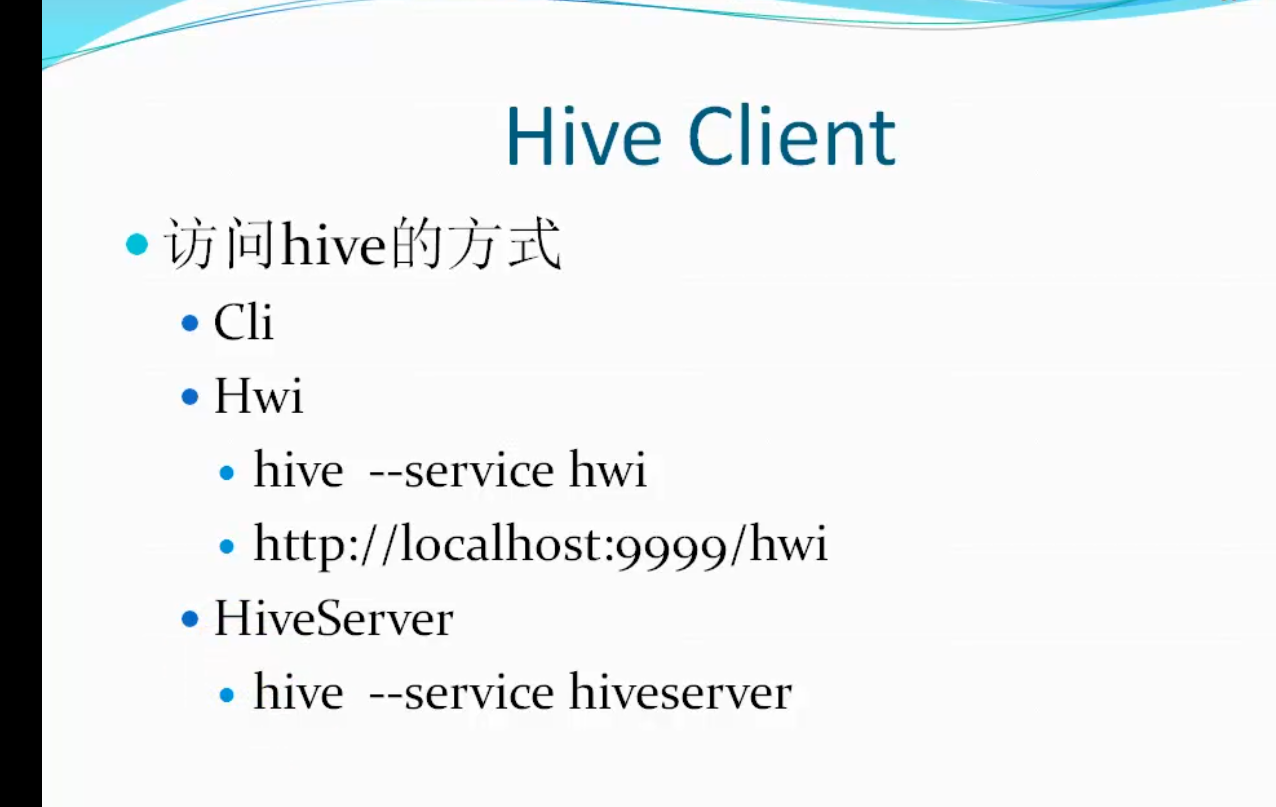 Hive Client
访问hive的方式
Cli
Hwi
hive --service hwi
http://localhost:9999/hwi
HiveServer
hive --service hiveserver